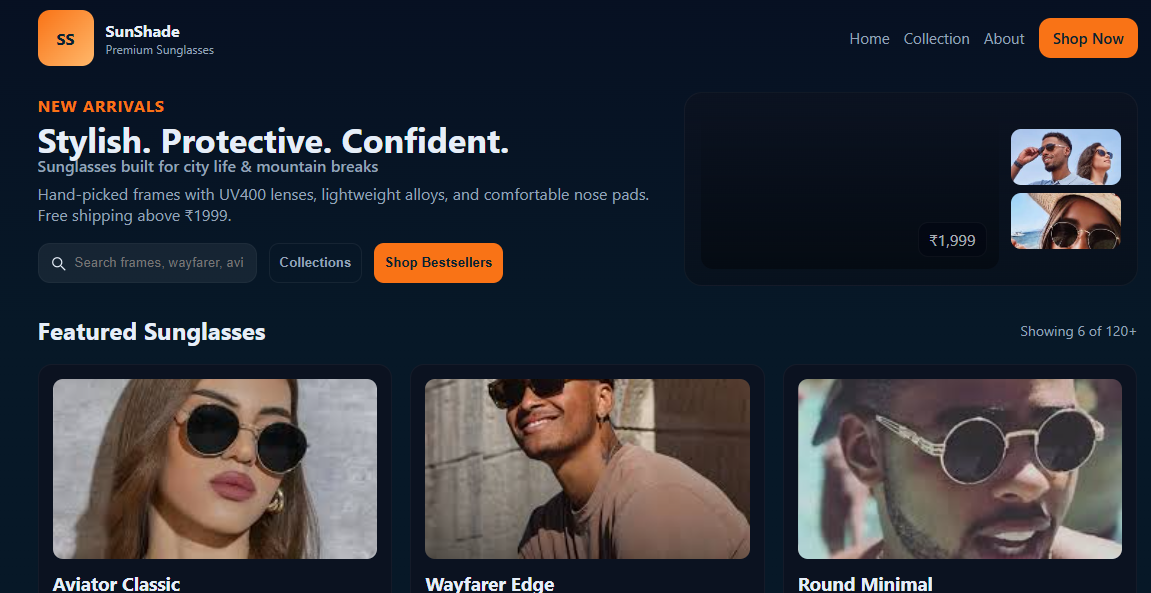 SS
SunShade
Premium Sunglasses
Home Collection About Shop Now
NEW ARRIVALS
Stylish. Protective. Confident.
Sunglasses built for city life & mountain breaks
Hand-picked frames with UV400 lenses, lightweight alloys, and comfortable nose pads.
Free shipping above ₹1999.
Search frames, wayfarer, avi
Collections
Shop Bestsellers
₹1,999
Featured Sunglasses
Showing 6 of 120+
Aviator Classic
Wayfarer Edge
Round Minimal